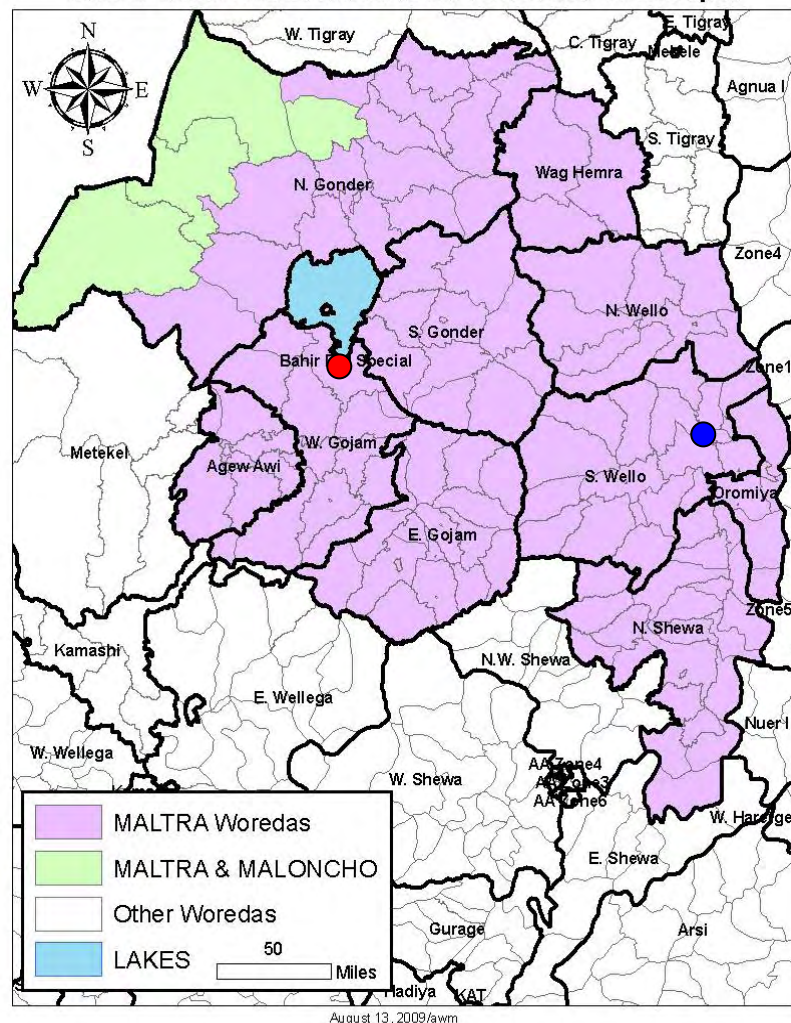 N
W E
S
W. Tigray
E. Tigray
C. Tigray
Mekele
Agnua I
S. Tigray
Wag Hemra
N. Gonder
Zone4
N. Wello
S. Gonder
Bahir Special
Zone1
Metekel
W. Gojam
Agew Awi
S. Wello
Oromiya
E. Gojam
Zone5
N. Shewa
Kamashi
N.W. Shewa
E. Wellega
Nuer I
W. Wellega
W. Shewa
AA Zone4
AA Zone3
AA Zone6
E. Shewa
Gurage
Arsi
Hadiya
KAT
MALTRA Woredas
MALTRA & MALONCHO
Other Woredas
LAKES
50
Miles
August 13, 2009/awm